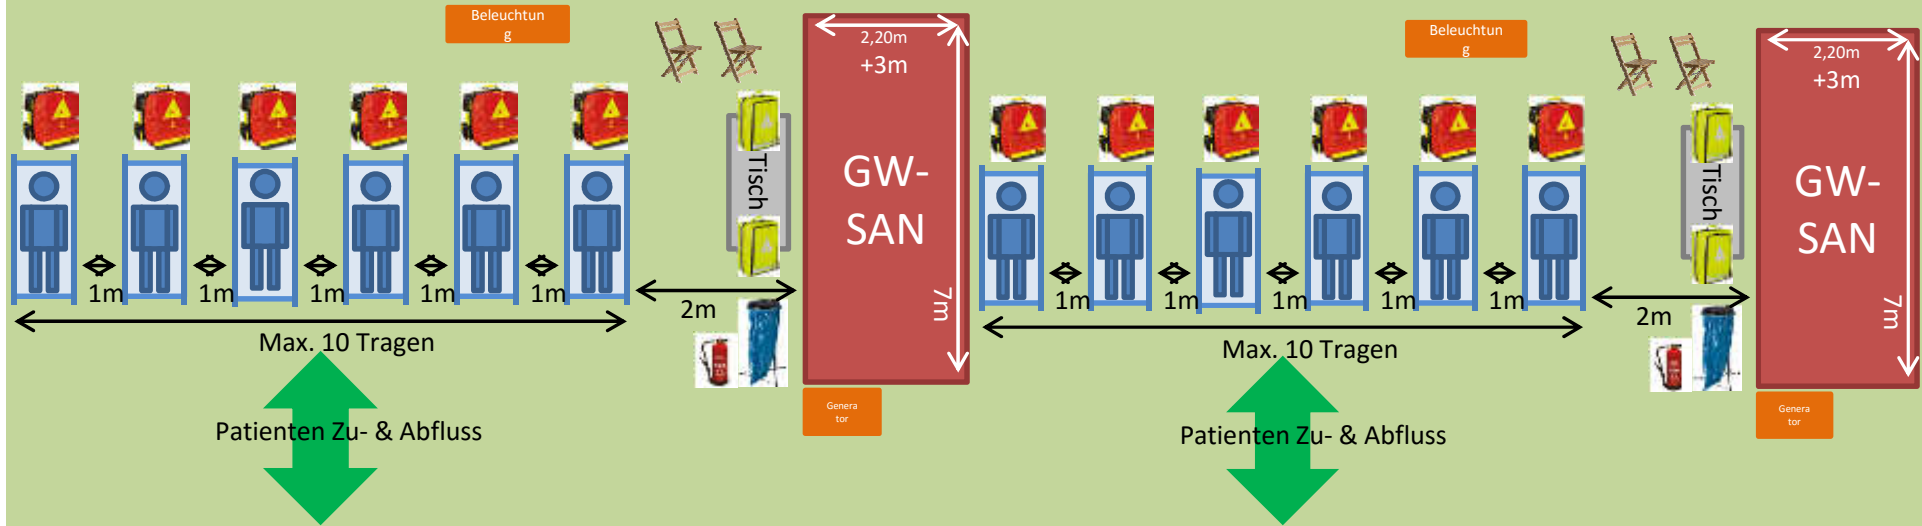 Beleuchtun
g
2,20m
+3m
GW-
SAN
7m
Tisch
1m
1m
1m
1m
1m
2m
Max. 10 Tragen
Patienten Zu- & Abfluss
Genera
tor
Beleuchtun
g
2,20m
+3m
GW-
SAN
7m
Tisch
1m
1m
1m
1m
1m
2m
Max. 10 Tragen
Patienten Zu- & Abfluss
Genera
tor